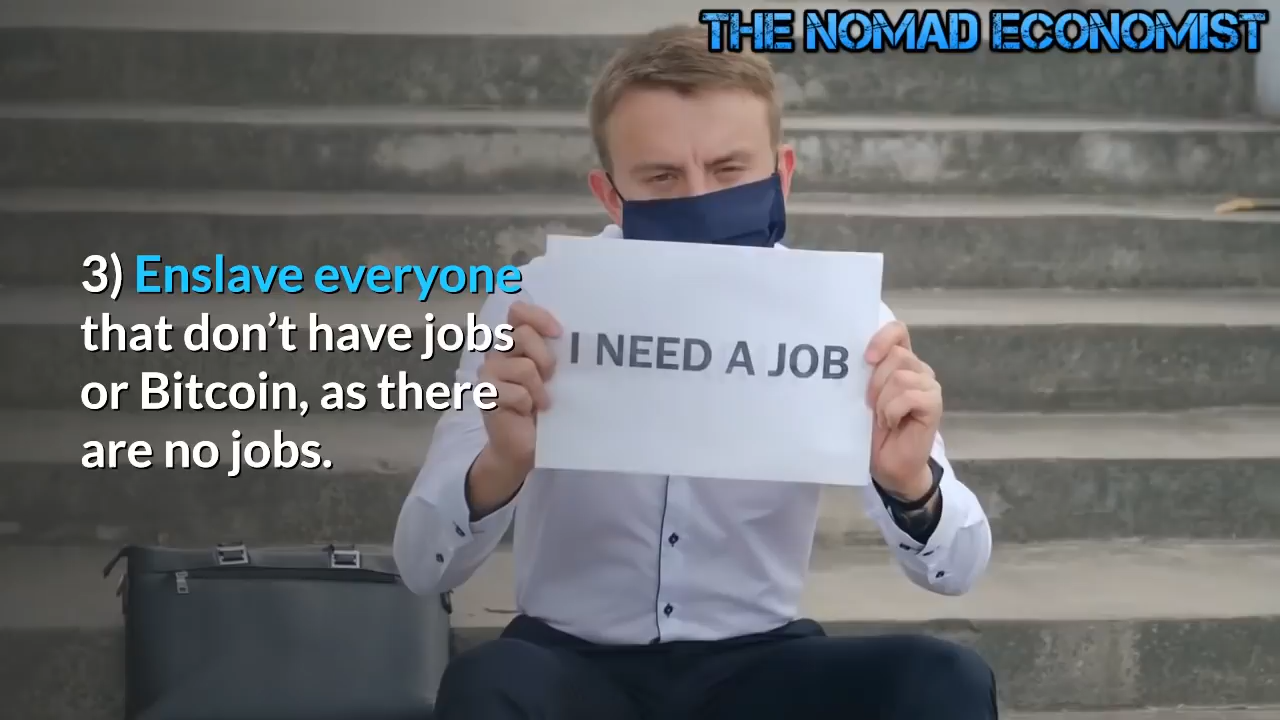 THE NOMAD ECONOMIST
3) Enslave everyone
that don't have jobs
or Bitcoin, as there
are no jobs.
I NEED A JOB